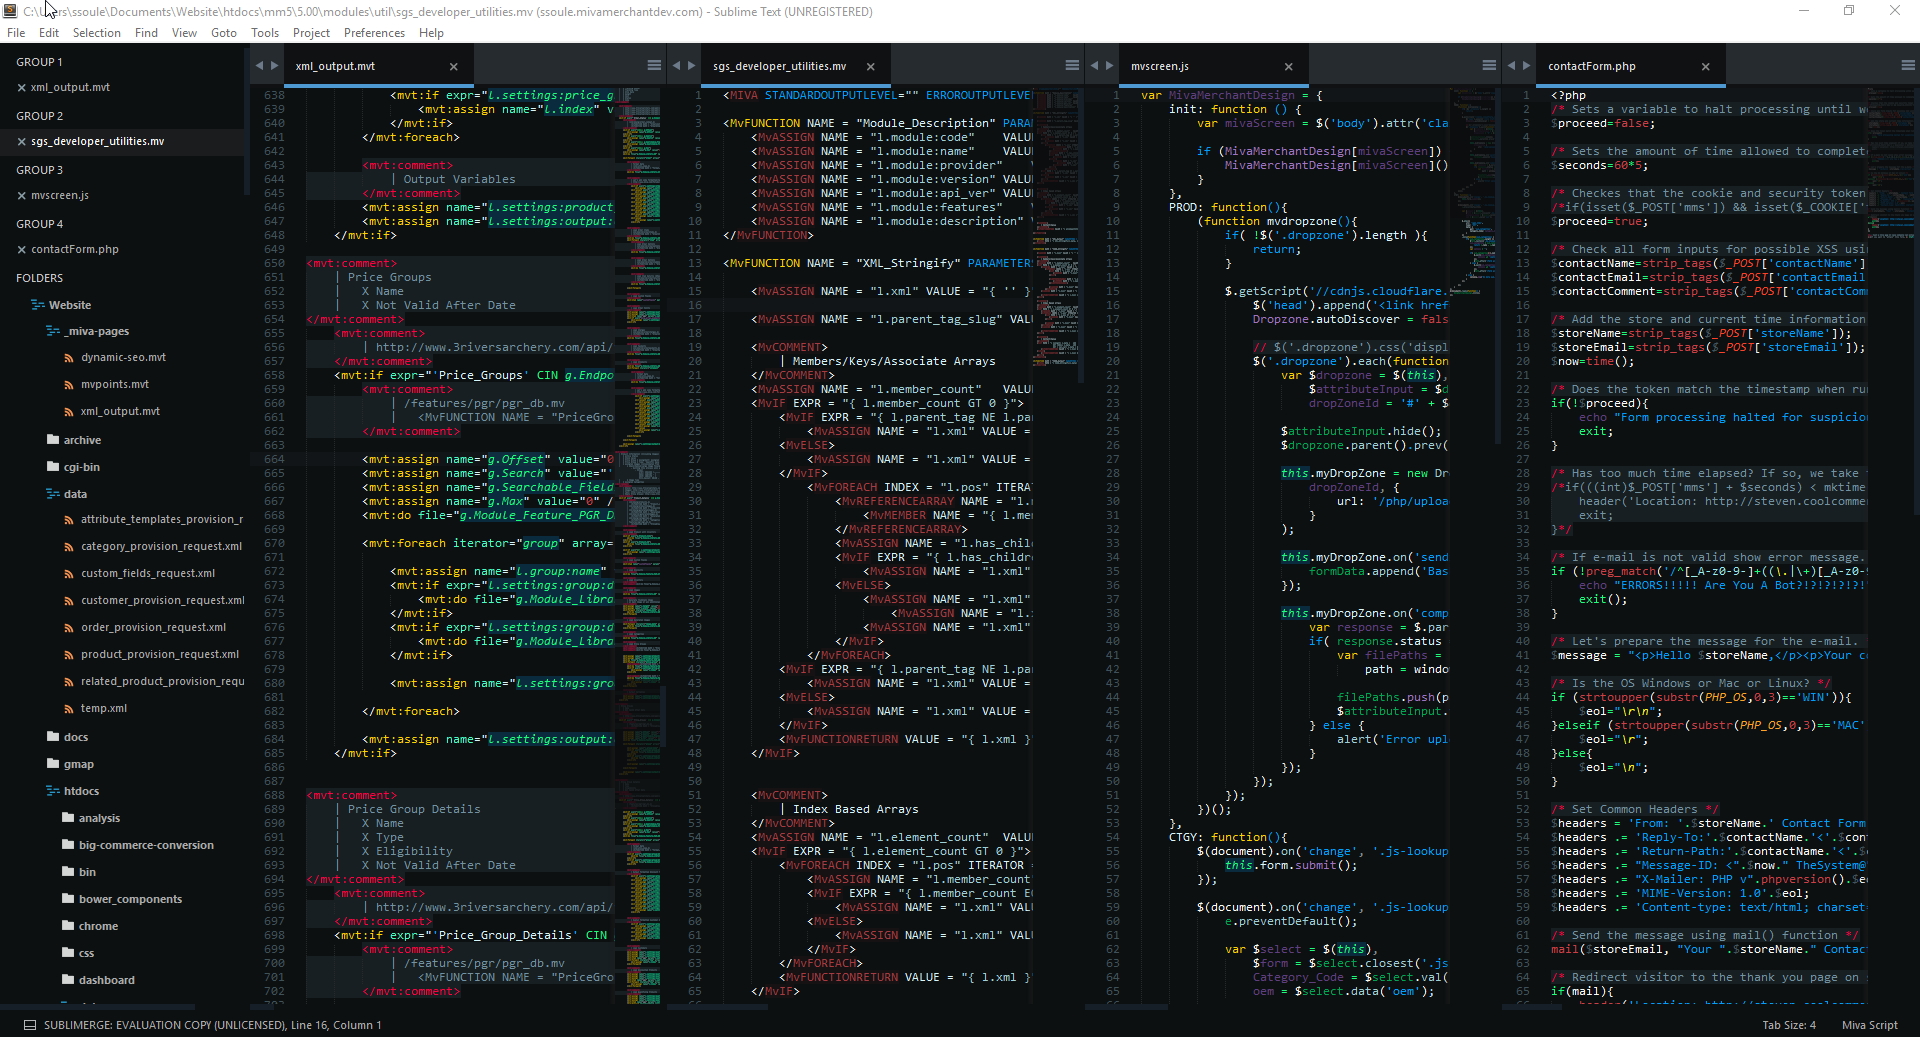 C:\Users\ssoule\Documents\Website\htdocs\mm5\5.00\modules\util\sgs_developer_utilities.mv (ssoule.mivamerchantdev.com) - Sublime Text (UNREGISTERED)
File Edit Selection Find View Goto Tools Project Preferences Help
GROUP 1
xml_output.mvt
GROUP 2
sgs_developer_utilities.mv
GROUP 3
mvscreen.js
GROUP 4
contactForm.php
FOLDERS
Website
_miva-pages
dynamic-seo.mvt
mvpoints.mvt
xml_output.mvt
archive
cgi-bin
data
attribute_templates_provision_r
category_provision_request.xml
custom_fields_request.xml
customer_provision_request.xml
order_provision_request.xml
product_provision_request.xml
related_product_provision_requ
temp.xml
docs
gmap
htdocs
analysis
big-commerce-conversion
bin
bower_components
chrome
css
dashboard
xml_output.mvt
638 <mvt:if expr="l.settings:price_g
639 <mvt:assign name="l.index" v
640 </mvt:if>
641 </mvt:foreach>
642
643 <mvt:comment>
644 | Output Variables
645 </mvt:comment>
646 <mvt:assign name="l.settings:product
647 <mvt:assign name="l.settings:output:
648 </mvt:if>
649
650 <mvt:comment>
651 | Price Groups
652 | X Name
653 | X Not Valid After Date
654 </mvt:comment>
655 <mvt:comment>
656 | http://www.3riversarchery.com/api/
657 </mvt:comment>
658 <mvt:if expr="'Price_Groups' CIN g.Endpo
659 <mvt:comment>
660 | /features/pgr/pgr_db.mv
661 | <MvFUNCTION NAME = "PriceGro
662 </mvt:comment>
663
664 <mvt:assign name="g.Offset" value="0
665 <mvt:assign name="g.Search" value='
666 <mvt:assign name="g.Searchable_Field
667 <mvt:assign name="g.Max" value="0" /
668 <mvt:do file="g.Module_Feature_PGR_D
669
670 <mvt:foreach iterator="group" array=
671
672 <mvt:assign name="l.group:name"
673 <mvt:if expr="l.settings:group:d
674 <mvt:do file="g.Module_Libra
675 </mvt:if>
676 <mvt:if expr="l.settings:group:d
677 <mvt:do file="g.Module_Libra
678 </mvt:if>
679
680 <mvt:assign name="l.settings:gro
681
682 </mvt:foreach>
683
684 <mvt:assign name="l.settings:output:
685 </mvt:if>
686
687
688 <mvt:comment>
689 | Price Group Details
690 | X Name
691 | X Type
692 | X Eligibility
693 | X Not Valid After Date
694 </mvt:comment>
695 <mvt:comment>
696 | http://www.3riversarchery.com/api/
697 </mvt:comment>
698 <mvt:if expr="'Price_Group_Details' CIN
699 <mvt:comment>
700 | /features/pgr/pgr_db.mv
701 | <MvFUNCTION NAME = "PriceGro
702 </mvt:comment>
sgs_developer_utilities.mv
1 <MIVA STANDARDOUTPUTLEVEL="" ERROROUTPUTLEVE
2
3 <MvFUNCTION NAME = "Module_Description" PARA
4 <MvASSIGN NAME = "l.module:code" VALU
5 <MvASSIGN NAME = "l.module:name" VALU
6 <MvASSIGN NAME = "l.module:provider" VALU
7 <MvASSIGN NAME = "l.module:version" VALU
8 <MvASSIGN NAME = "l.module:api_ver" VALU
9 <MvASSIGN NAME = "l.module:features" VALU
10 <MvASSIGN NAME = "l.module:description"
11 </MvFUNCTION>
12
13 <MvFUNCTION NAME = "XML_Stringify" PARAMETERS
14
15 <MvASSIGN NAME = "l.xml" VALUE = "{ '' }
16
17 <MvASSIGN NAME = "l.parent_tag_slug" VAL
18
19 <MvCOMMENT>
20 | Members/Keys/Associate Arrays
21 </MvCOMMENT>
22 <MvASSIGN NAME = "l.member_count" VALU
23 <MvIF EXPR = "{ l.member_count GT 0 }">
24 <MvIF EXPR = "{ l.parent_tag NE l.pa
25 <MvASSIGN NAME = "l.xml" VALUE =
26 <MvELSE>
27 <MvASSIGN NAME = "l.xml" VALUE =
28 </MvIF>
29 <MvFOREACH INDEX = "l.pos" ITERA
30 <MvREFERENCEARRAY NAME = "l.
31 <MvMEMBER NAME = "{ l.me
32 </MvREFERENCEARRAY>
33 <MvASSIGN NAME = "l.has_chil
34 <MvIF EXPR = "{ l.has_childr
35 <MvASSIGN NAME = "l.xml"
36 <MvELSE>
37 <MvASSIGN NAME = "l.xml"
38 <MvASSIGN NAME = "l.
39 <MvASSIGN NAME = "l.xml"
40 </MvIF>
41 </MvFOREACH>
42 <MvIF EXPR = "{ l.parent_tag NE l.pa
43 <MvASSIGN NAME = "l.xml" VALUE =
44 <MvELSE>
45 <MvASSIGN NAME = "l.xml" VALUE =
46 </MvIF>
47 <MvFUNCTIONRETURN VALUE = "{ l.xml }
48 </MvIF>
49
50
51 <MvCOMMENT>
52 | Index Based Arrays
53 </MvCOMMENT>
54 <MvASSIGN NAME = "l.element_count" VALU
55 <MvIF EXPR = "{ l.element_count GT 0 }">
56 <MvFOREACH INDEX = "l.pos" ITERATOR
57 <MvASSIGN NAME = "l.member_count
58 <MvIF EXPR = "{ l.member_count E
59 <MvASSIGN NAME = "l.xml" VAL
60 <MvELSE>
61 <MvASSIGN NAME = "l.xml" VAL
62 </MvIF>
63 </MvFOREACH>
64 <MvFUNCTIONRETURN VALUE = "{ l.xml }
65 </MvIF>
mvscreen.js
1 var MivaMerchantDesign = {
2 init: function () {
3 var mivaScreen = $('body').attr('cla
4
5 if (MivaMerchantDesign[mivaScreen])
6 MivaMerchantDesign[mivaScreen]()
7 }
8 },
9 PROD: function(){
10 (function mvdropzone(){
11 if( !$('.dropzone').length ){
12 return;
13 }
14
15 $.getScript('//cdnjs.cloudflare.
16 $('head').append('<link href
17 Dropzone.autoDiscover = fals
18
19 // $('.dropzone').css('displ
20 $('.dropzone').each(function
21 var $dropzone = $(this),
22 $attributeInput = $d
23 dropZoneId = '#' + $
24
25 $attributeInput.hide();
26 $dropzone.parent().prev(
27
28 this.myDropZone = new Dr
29 dropZoneId, {
30 url: '/php/uploa
31 }
32 );
33
34 this.myDropZone.on('send
35 formData.append('Bas
36 });
37
38 this.myDropZone.on('comp
39 var response = $.par
40 if( response.status
41 var filePaths =
42 path = windo
43
44 filePaths.push(p
45 $attributeInput.
46 } else {
47 alert('Error upl
48 }
49 });
50 });
51 });
52 })();
53 },
54 CTGY: function(){
55 $(document).on('change', '.js-lookup
56 this.form.submit();
57 });
58
59 $(document).on('change', '.js-lookup
60 e.preventDefault();
61
62 var $select = $(this),
63 $form = $select.closest('.js
64 Category_Code = $select.val(
65 oem = $select.data('oem');
contactForm.php
1 <?php
2 /* Sets a variable to halt processing until w
3 $proceed=false;
4
5 /* Sets the amount of time allowed to complet
6 $seconds=60*5;
7
8 /* Checkes that the cookie and security token
9 /*if(isset($_POST['mms']) && isset($_COOKIE['
10 $proceed=true;
11
12 /* Check all form inputs for possible XSS usi
13 $contactName=strip_tags($_POST['contactName']
14 $contactEmail=strip_tags($_POST['contactEmail
15 $contactComment=strip_tags($_POST['contactCom
16
17 /* Add the store and current time information
18 $storeName=strip_tags($_POST['storeName']);
19 $storeEmail=strip_tags($_POST['storeEmail']);
20 $now=time();
21
22 /* Does the token match the timestamp when ru
23 if(!$proceed){
24 echo "Form processing halted for suspicio
25 exit;
26 }
27
28 /* Has too much time elapsed? If so, we take
29 /*if(((int)$_POST['mms'] + $seconds) < mktime
30 header('Location: http://steven.coolcomme
31 exit;
32 }*/
33
34 /* If e-mail is not valid show error message.
35 if (!preg_match('/^[_A-z0-9-]+((\.|\+)[_A-z0-
36 echo "ERRORS!!!!! Are You A Bot?!?!?!?!?!
37 exit();
38 }
39
40 /* Let's prepare the message for the e-mail.
41 $message = "<p>Hello $storeName,</p><p>Your c
42
43 /* Is the OS Windows or Mac or Linux? */
44 if (strtoupper(substr(PHP_OS,0,3)=='WIN')){
45 $eol="\r\n";
46 }elseif (strtoupper(substr(PHP_OS,0,3)=='MAC'
47 $eol="\r";
48 }else{
49 $eol="\n";
50 }
51
52 /* Set Common Headers */
53 $headers = 'From: '.$storeName.' Contact Form
54 $headers .= 'Reply-To:'.$contactName.'<'.$con
55 $headers .= 'Return-Path:'.$contactName.'<'.$
56 $headers .= "Message-ID: <".$now." TheSystem@
57 $headers .= "X-Mailer: PHP v".phpversion().$e
58 $headers .= 'MIME-Version: 1.0'.$eol;
59 $headers .= 'Content-type: text/html; charset
60
61 /* Send the message using mail() function */
62 mail($storeEmail, "Your ".$storeName." Contac
63
64 /* Redirect visitor to the thank you page on
65 if(mail){
SUBLIMERGE: EVALUATION COPY (UNLICENSED), Line 16, Column 1
Tab Size: 4 Miva Script